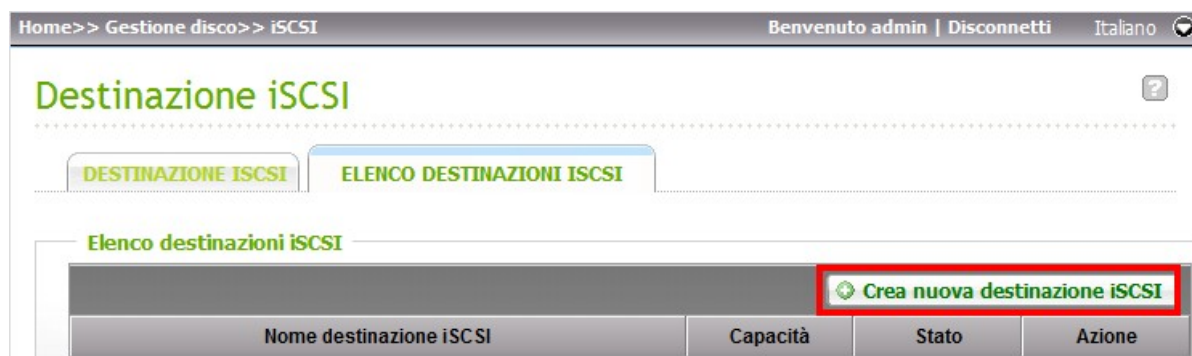 Home>> Gestione disco>> iSCSI Benvenuto admin | Disconnetti Italiano
Destinazione iSCSI ?
DESTINAZIONE ISCSI ELENCO DESTINAZIONI ISCSI
Elenco destinazioni iSCSI
Crea nuova destinazione iSCSI
Nome destinazione iSCSI Capacità Stato Azione